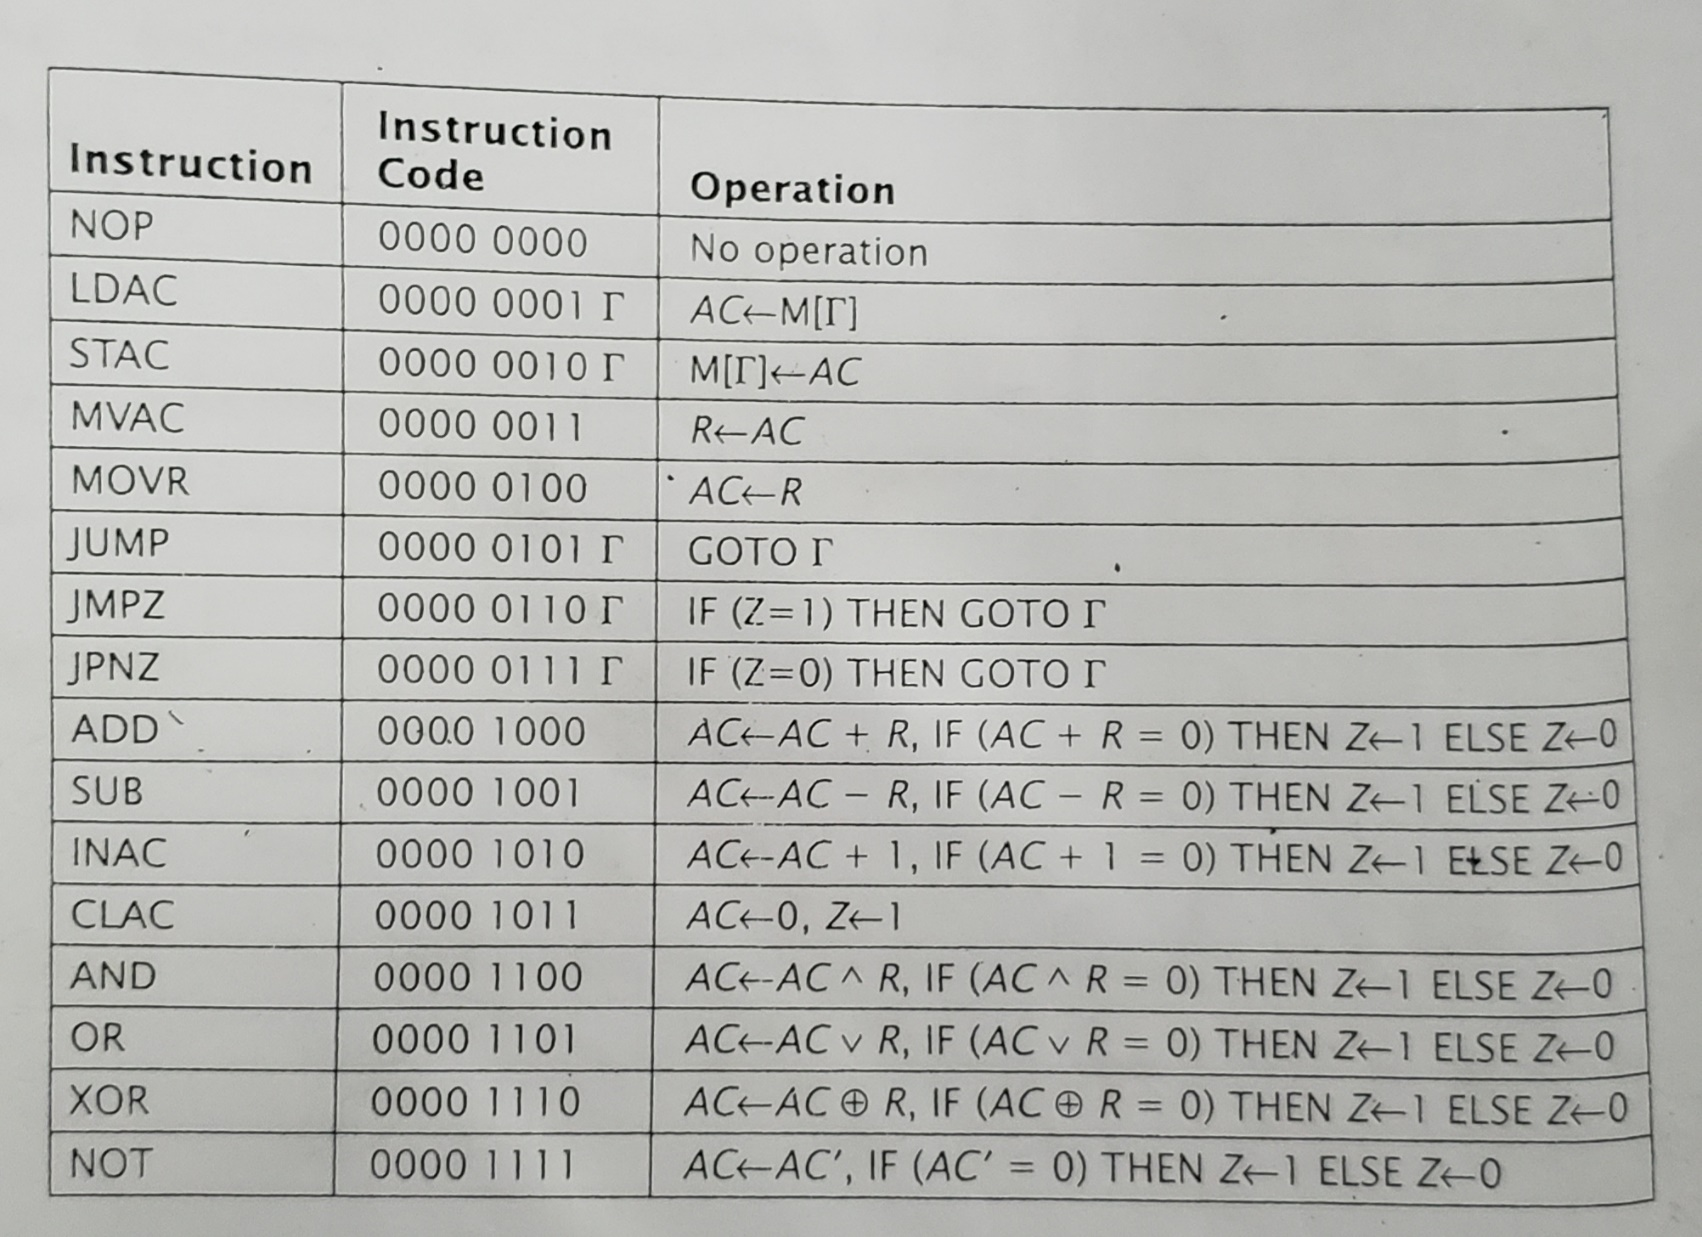 Instruction Instruction Code Operation
NOP 0000 0000 No operation
LDAC 0000 0001 Γ AC←M[Γ]
STAC 0000 0010 Γ M[Γ]←AC
MVAC 0000 0011 R←AC
MOVR 0000 0100 AC←R
JUMP 0000 0101 Γ GOTO Γ
JMPZ 0000 0110 Γ IF (Z=1) THEN GOTO Γ
JPNZ 0000 0111 Γ IF (Z=0) THEN GOTO Γ
ADD 0000 1000 AC←AC + R, IF (AC + R = 0) THEN Z←1 ELSE Z←0
SUB 0000 1001 AC←AC − R, IF (AC − R = 0) THEN Z←1 ELSE Z←0
INAC 0000 1010 AC←AC + 1, IF (AC + 1 = 0) THEN Z←1 ELSE Z←0
CLAC 0000 1011 AC←0, Z←1
AND 0000 1100 AC←AC ∧ R, IF (AC ∧ R = 0) THEN Z←1 ELSE Z←0
OR 0000 1101 AC←AC ∨ R, IF (AC ∨ R = 0) THEN Z←1 ELSE Z←0
XOR 0000 1110 AC←AC ⊕ R, IF (AC ⊕ R = 0) THEN Z←1 ELSE Z←0
NOT 0000 1111 AC←AC′, IF (AC′ = 0) THEN Z←1 ELSE Z←0